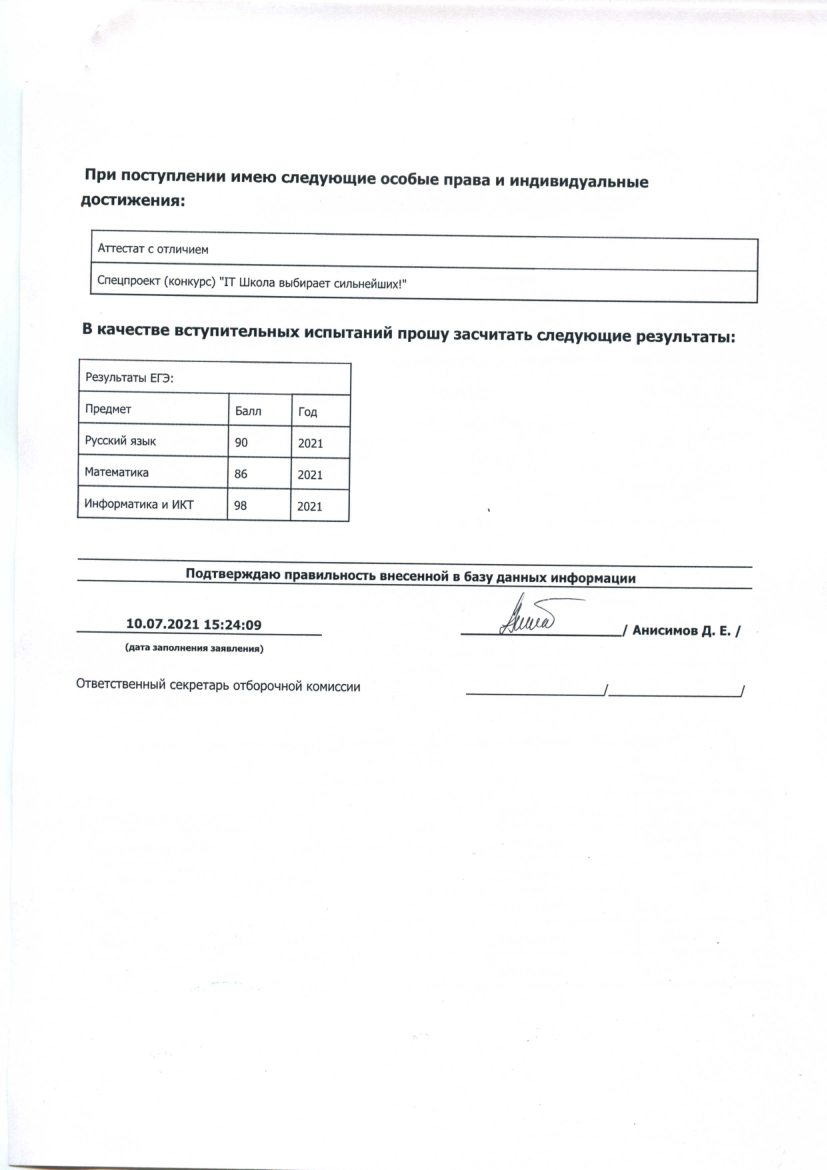 При поступлении имею следующие особые права и индивидуальные
достижения:
Аттестат с отличием
Спецпроект (конкурс) "IT Школа выбирает сильнейших!"
В качестве вступительных испытаний прошу засчитать следующие результаты:
Результаты ЕГЭ:
Предмет Балл Год
Русский язык 90 2021
Математика 86 2021
Информатика и ИКТ 98 2021
Подтверждаю правильность внесенной в базу данных информации
10.07.2021 15:24:09 / Анисимов Д. Е. /
(дата заполнения заявления)
Ответственный секретарь отборочной комиссии / /